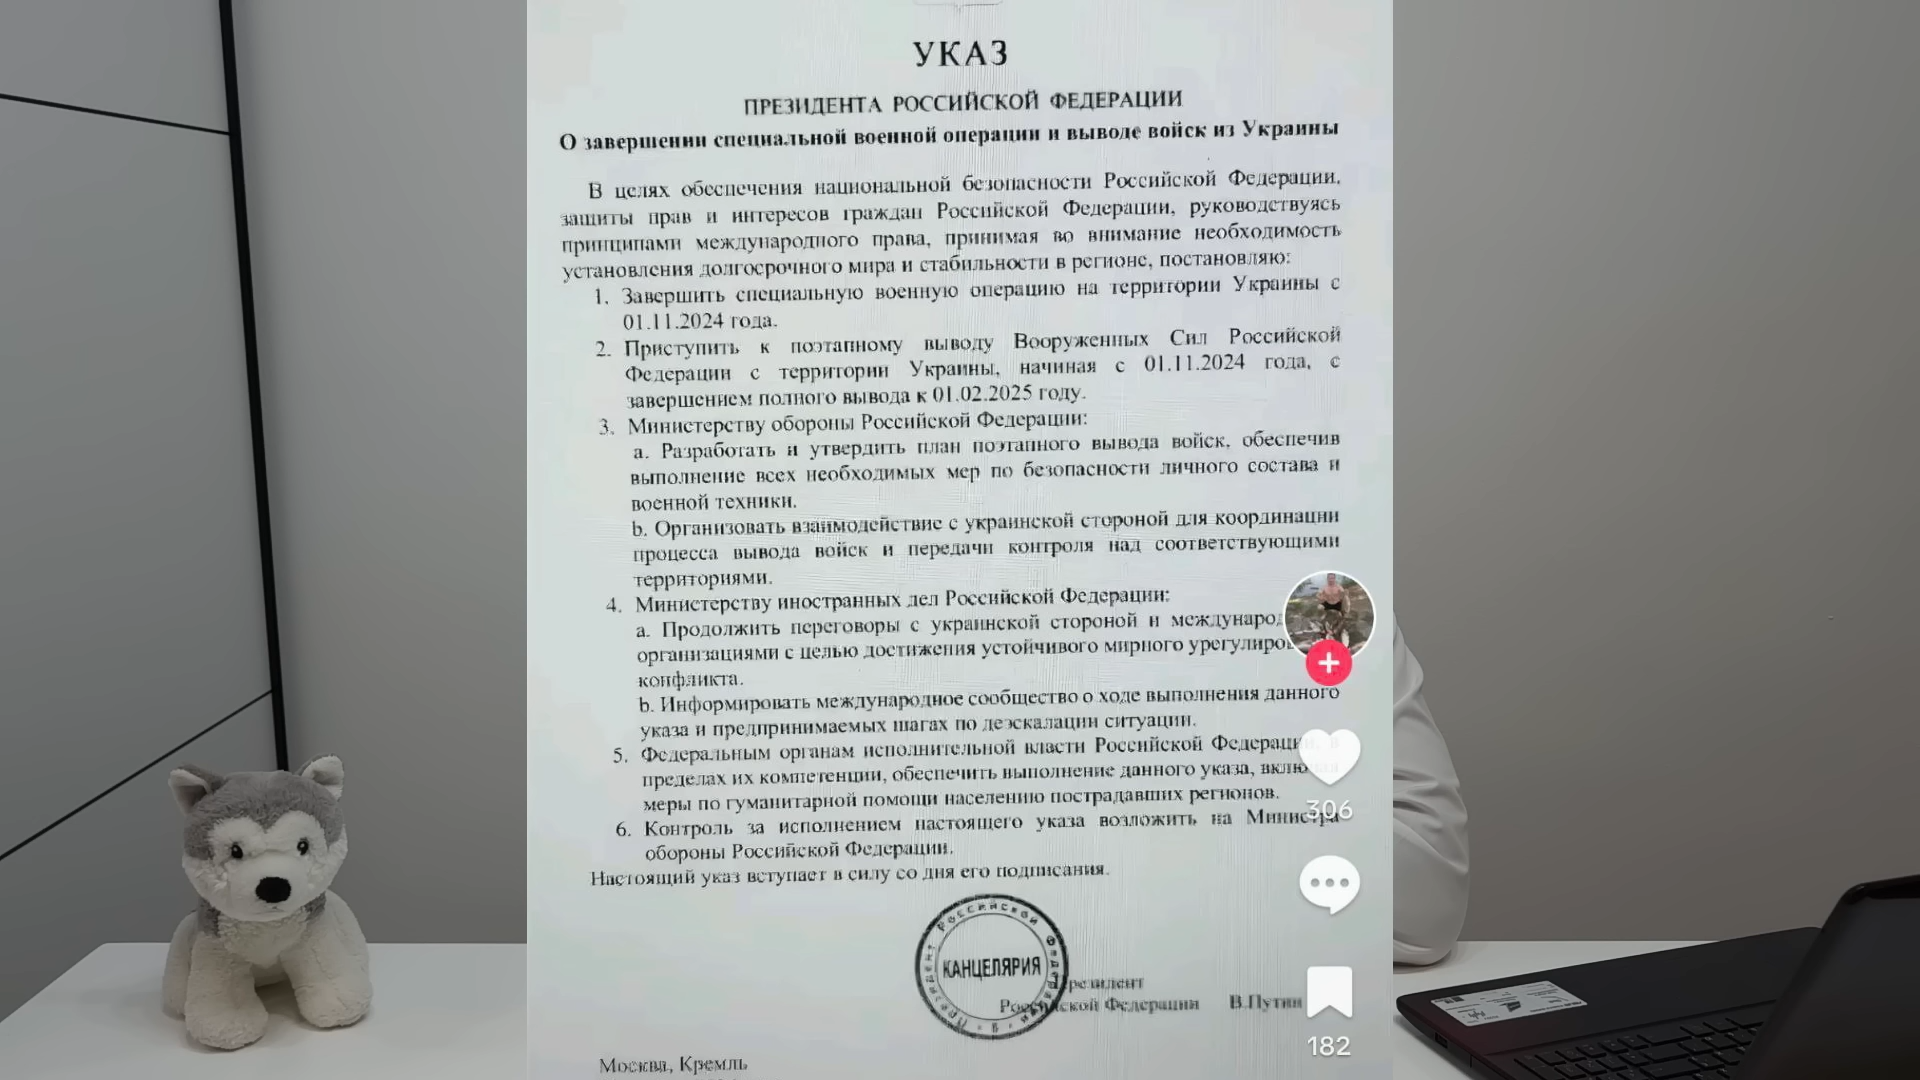 УКАЗ
ПРЕЗИДЕНТА РОССИЙСКОЙ ФЕДЕРАЦИИ
О завершении специальной военной операции и выводе войск из Украины
В целях обеспечения национальной безопасности Российской Федерации,
защиты прав и интересов граждан Российской Федерации, руководствуясь
принципами международного права, принимая во внимание необходимость
установления долгосрочного мира и стабильности в регионе, постановляю:
1. Завершить специальную военную операцию на территории Украины с
01.11.2024 года.
2. Приступить к поэтапному выводу Вооруженных Сил Российской
Федерации с территории Украины, начиная с 01.11.2024 года, с
завершением полного вывода к 01.02.2025 году.
3. Министерству обороны Российской Федерации:
a. Разработать и утвердить план поэтапного вывода войск, обеспечив
выполнение всех необходимых мер по безопасности личного состава и
военной техники.
b. Организовать взаимодействие с украинской стороной для координации
процесса вывода войск и передачи контроля над соответствующими
территориями.
4. Министерству иностранных дел Российской Федерации:
a. Продолжить переговоры с украинской стороной и
организациями с целью достижения устойчивого мирного
конфликта.
b. Информировать международное сообщество о ходе выполнения данного
указа и предпринимаемых шагах по деэскалации ситуации.
5. Федеральным органам исполнительной власти Российской Федерации, в
пределах их компетенции, обеспечить выполнение данного указа,
меры по гуманитарной помощи населению пострадавших регионов.
306
6. Контроль за исполнением настоящего указа возложить на Министра
обороны Российской Федерации.
Настоящий указ вступает в силу со дня его подписания.
Президент Российской Федерации
КАНЦЕЛЯРИЯ
Президент
Российской Федерации В.Путин
182
Москва, Кремль